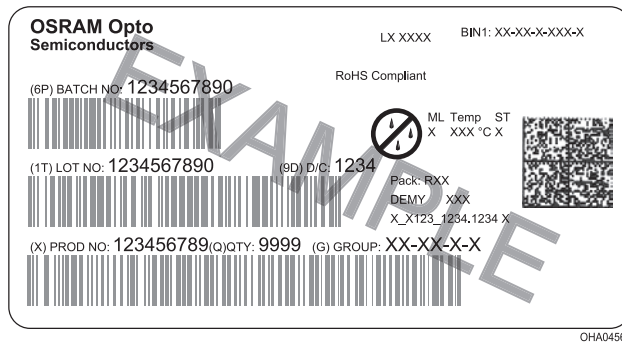 OSRAM Opto
Semiconductors
LX XXXX
BIN1: XX-XX-X-XXX-X
RoHS Compliant
(6P) BATCH NO: 1234567890
ML Temp ST
X XXX °C X
(1T) LOT NO: 1234567890
(9D) D/C: 1234
Pack: RXX
DEMY XXX
X_X123_1234.1234 X
(X) PROD NO: 123456789(Q)QTY: 9999 (G) GROUP: XX-XX-X-X
EXAMPLE
OHA0456